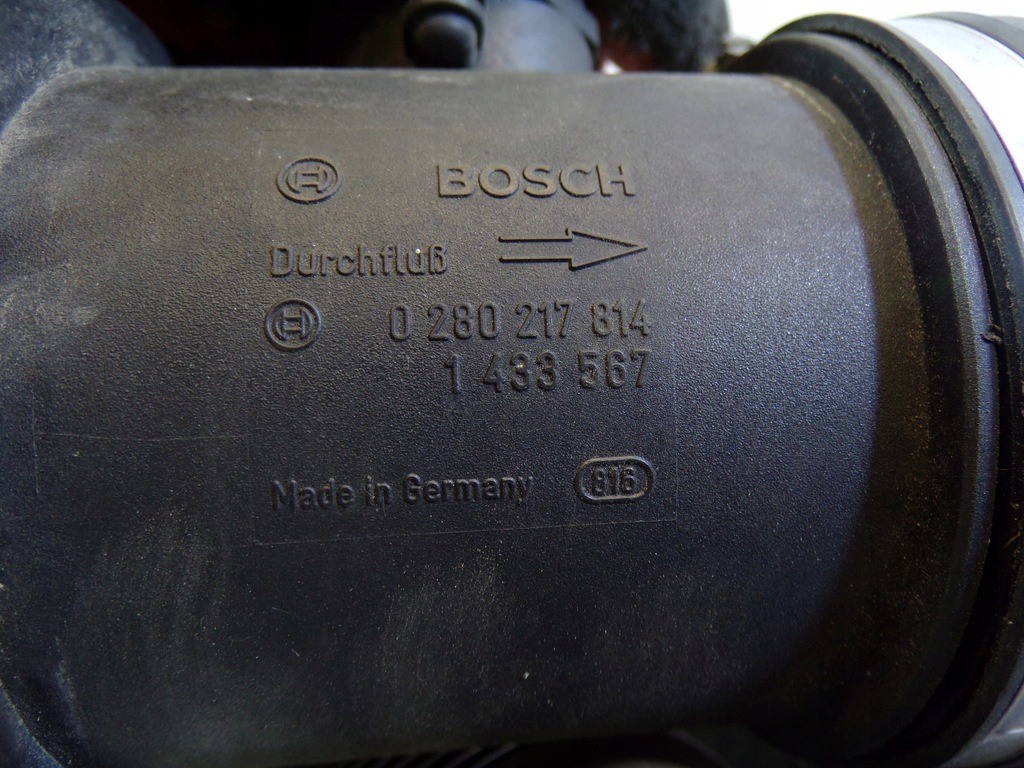 BOSCH
Durchfluß
0 280 217 814
1 433 567
Made in Germany 816